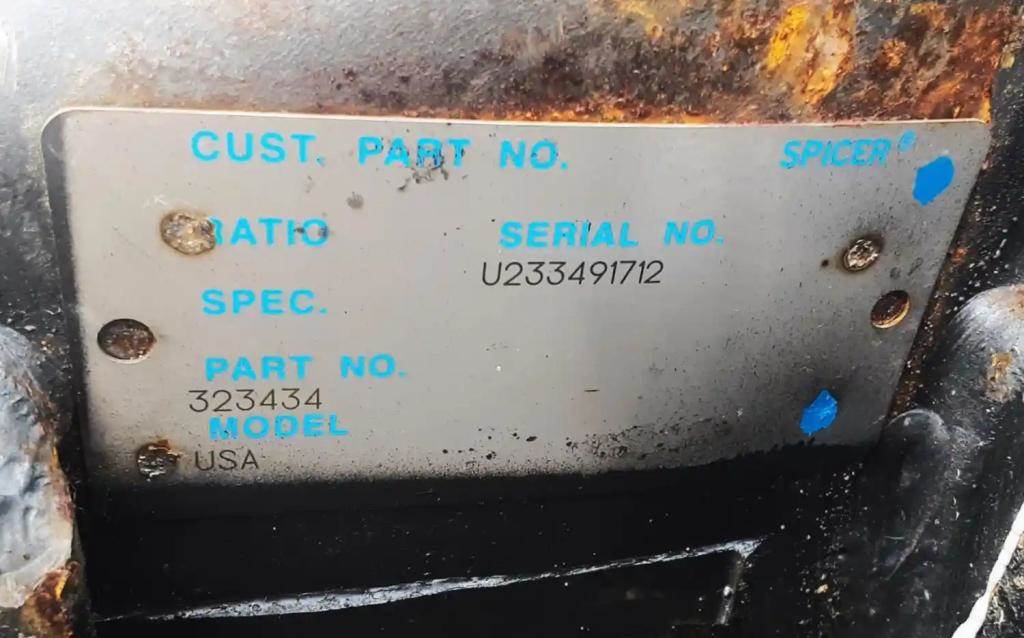 CUST. PART NO. SPICER®
RATIO SERIAL NO.
U233491712
SPEC.
PART NO.
323434
MODEL
USA